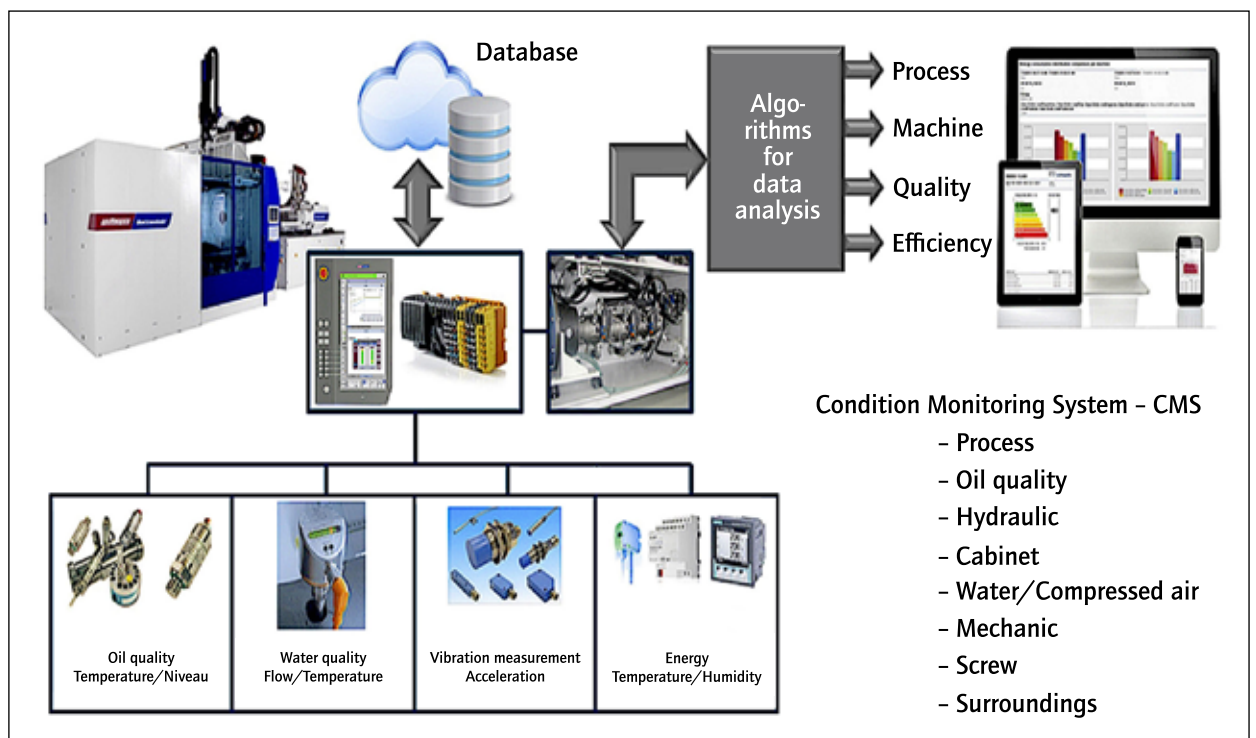 Database
Algo-
rithms
for
data
analysis
Process
Machine
Quality
Efficiency
Condition Monitoring System – CMS
– Process
– Oil quality
– Hydraulic
– Cabinet
– Water/Compressed air
– Mechanic
– Screw
– Surroundings
Oil quality
Temperature/Niveau
Water quality
Flow/Temperature
Vibration measurement
Acceleration
Energy
Temperature/Humidity